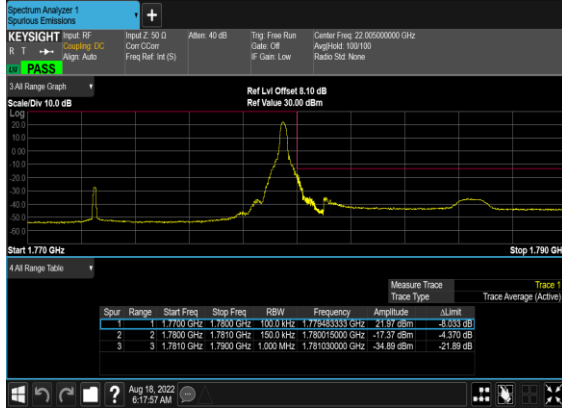 Spectrum Analyzer 1
Spurious Emissions
KEYSIGHT Input: RF Input Z: 50 Ω Atten: 40 dB Trig: Free Run Center Freq: 22.005000000 GHz
R T Coupling: DC Corr CCorr Gate: Off Avg|Hold: 100/100
Align: Auto Freq Ref: Int (S) IF Gain: Low Radio Std: None
PASS
3 All Range Graph
Ref Lvl Offset 8.10 dB
Scale/Div 10.0 dB Ref Value 30.00 dBm
Log
20.0
10.0
0.00
-10.0
-20.0
-30.0
-40.0
-50.0
-60.0
Start 1.770 GHz Stop 1.790 GH
4 All Range Table
Measure Trace Trace 1
Trace Type Trace Average (Active)
Spur Range Start Freq Stop Freq RBW Frequency Amplitude ΔLimit
1 1 1.7700 GHz 1.7800 GHz 100.0 kHz 1.779483333 GHz 21.97 dBm -8.033 dB
2 2 1.7800 GHz 1.7810 GHz 150.0 kHz 1.780015000 GHz -17.37 dBm -4.370 dB
3 3 1.7810 GHz 1.7900 GHz 1.000 MHz 1.781030000 GHz -34.89 dBm -21.89 dB
? Aug 18, 2022
6:17:57 AM